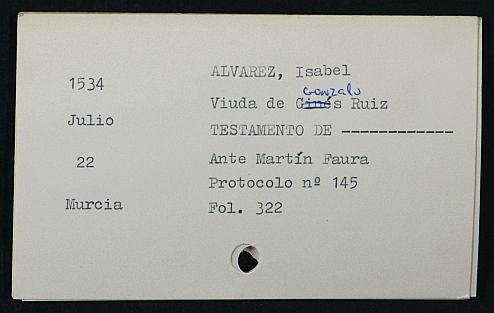 1534
Julio
22
Murcia
ALVAREZ, Isabel
Gonzalo
Viuda de Ginés Ruiz
TESTAMENTO DE ------------
Ante Martín Faura
Protocolo nº 145
Fol. 322